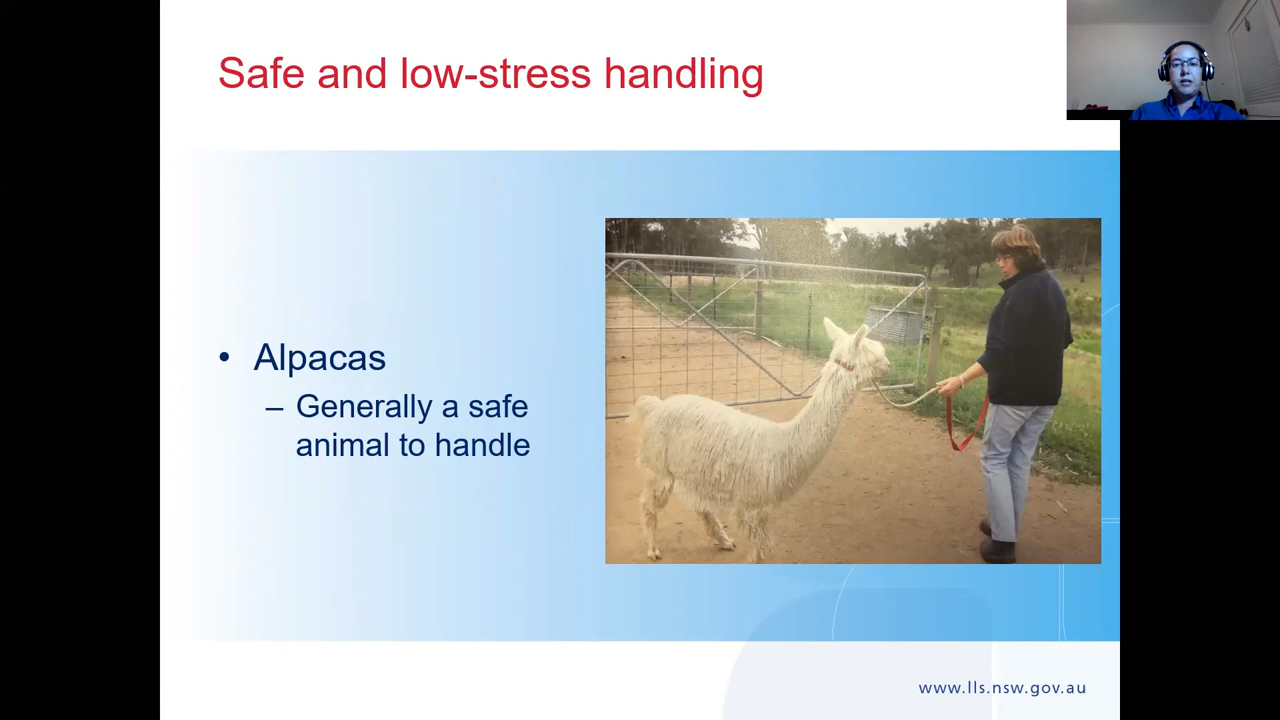 Safe and low-stress handling
• Alpacas
– Generally a safe
animal to handle
www.lls.nsw.gov.au